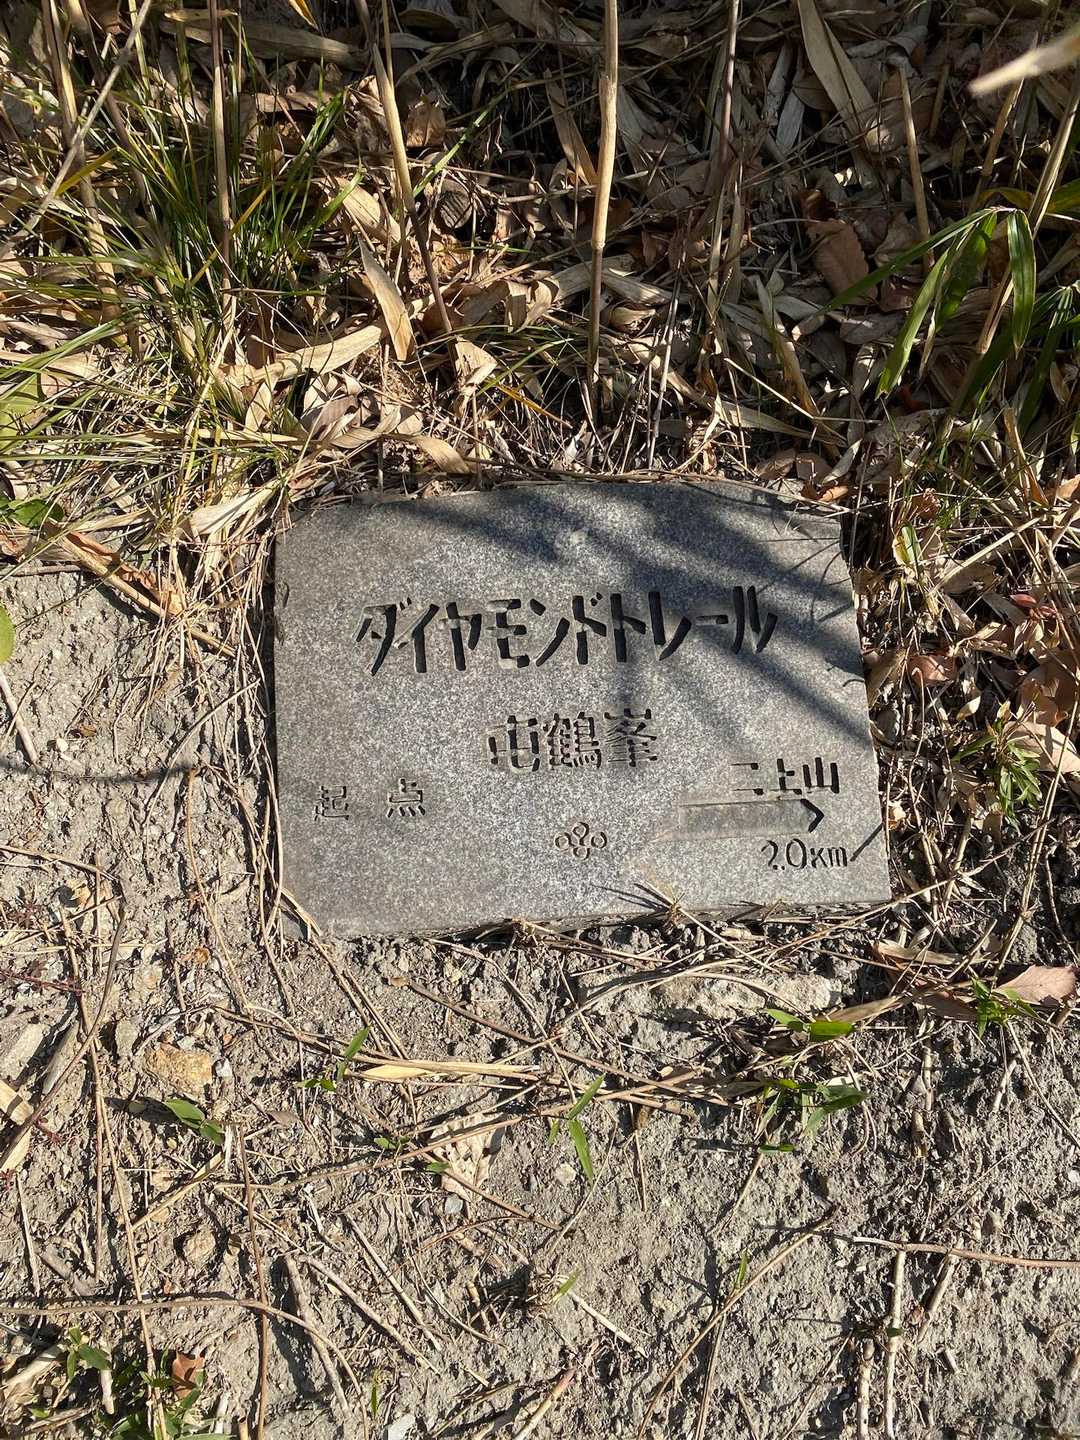 ダイヤモンドトレール
屯鶴峯
起点
二上山
2.0km